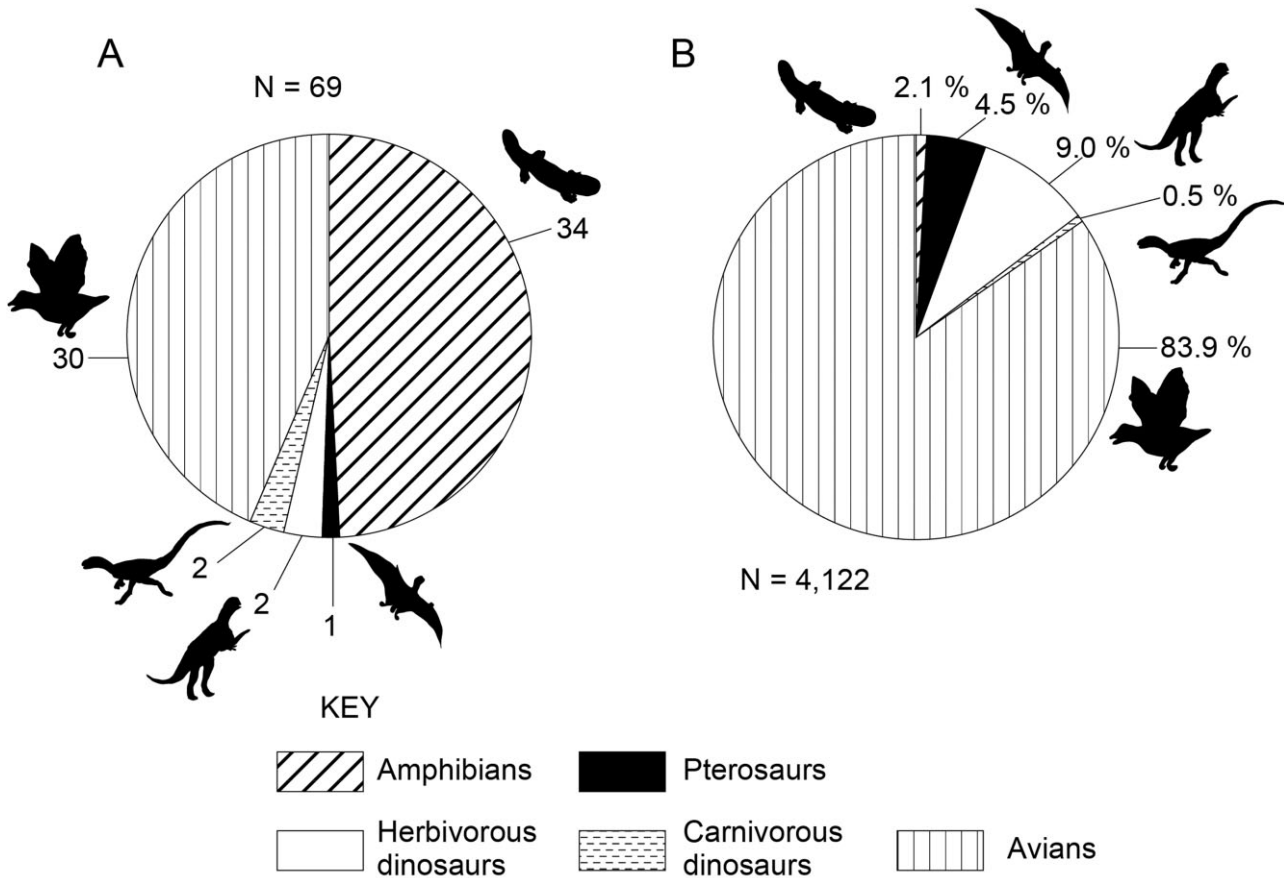 A
N = 69
34
30
2
2
1
B
2.1 %
4.5 %
9.0 %
0.5 %
83.9 %
N = 4,122
KEY
Amphibians
Pterosaurs
Herbivorous
dinosaurs
Carnivorous
dinosaurs
Avians